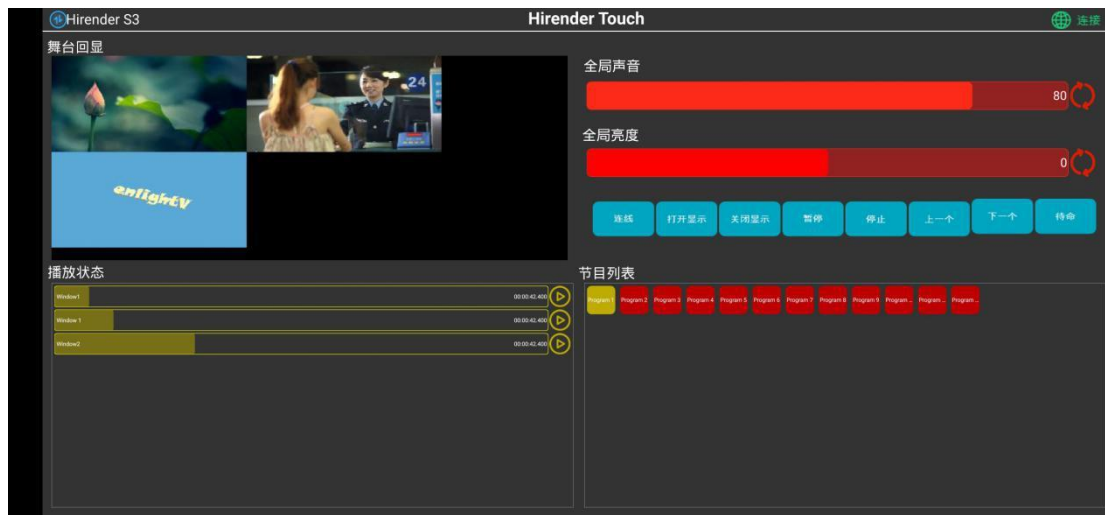 Hirender S3
Hirender Touch
连接
舞台回显
24
enlightv
全局声音
80
全局亮度
0
连线 打开显示 关闭显示 暂停 停止 上一个 下一个 待命
播放状态
Window1 00:00:42.400
Window 1 00:00:42.400
Window2 00:00:42.400
节目列表
Program 1 Program 2 Program 3 Program 4 Program 5 Program 6 Program 7 Program 8 Program 9 Program ... Program ... Program ...